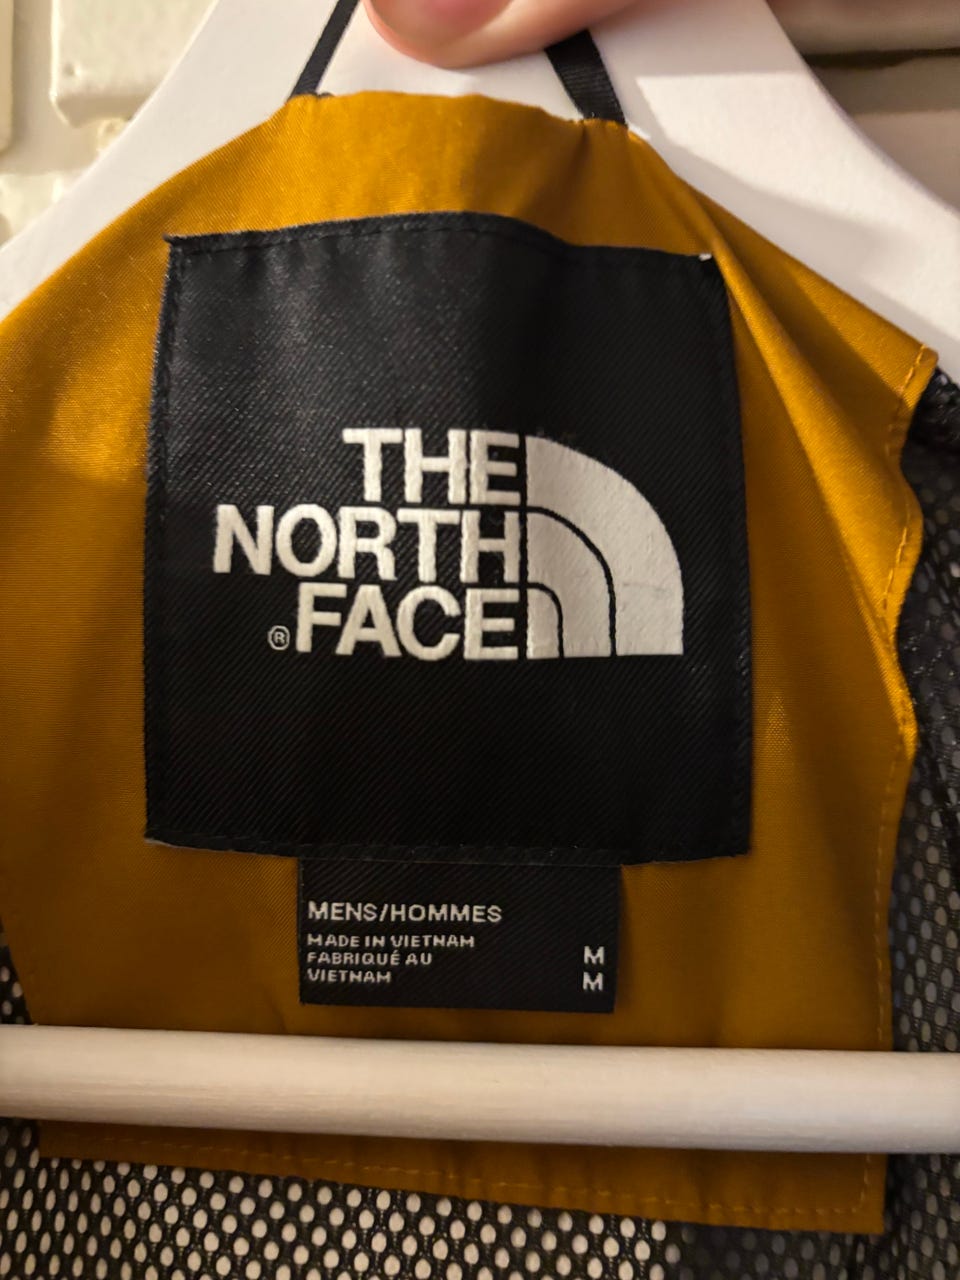 THE
NORTH
®FACE
MENS/HOMMES
MADE IN VIETNAM
FABRIQUÉ AU M
VIETNAM M